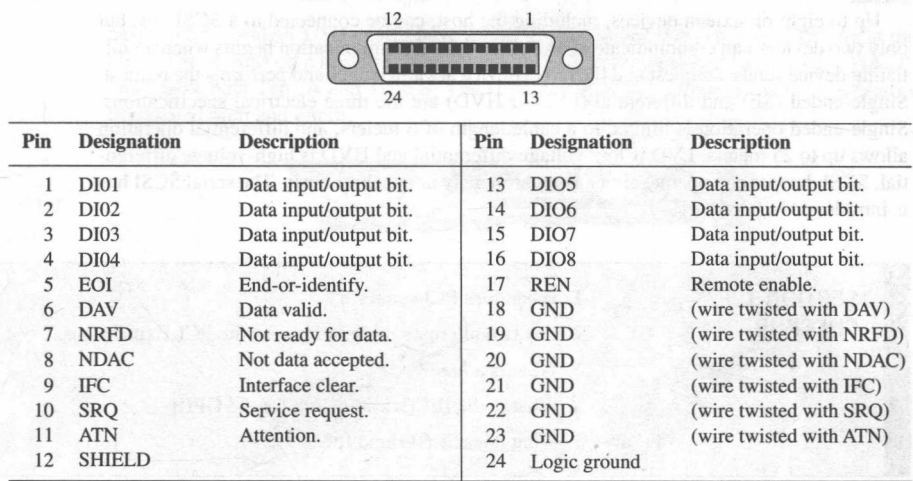 12 1
24 13
Pin Designation Description Pin Designation Description
1 DI01 Data input/output bit. 13 DIO5 Data input/output bit.
2 DI02 Data input/output bit. 14 DIO6 Data input/output bit.
3 DI03 Data input/output bit. 15 DIO7 Data input/output bit.
4 DI04 Data input/output bit. 16 DIO8 Data input/output bit.
5 EOI End-or-identify. 17 REN Remote enable.
6 DAV Data valid. 18 GND (wire twisted with DAV)
7 NRFD Not ready for data. 19 GND (wire twisted with NRFD)
8 NDAC Not data accepted. 20 GND (wire twisted with NDAC)
9 IFC Interface clear. 21 GND (wire twisted with IFC)
10 SRQ Service request. 22 GND (wire twisted with SRQ)
11 ATN Attention. 23 GND (wire twisted with ATN)
12 SHIELD 24 Logic ground